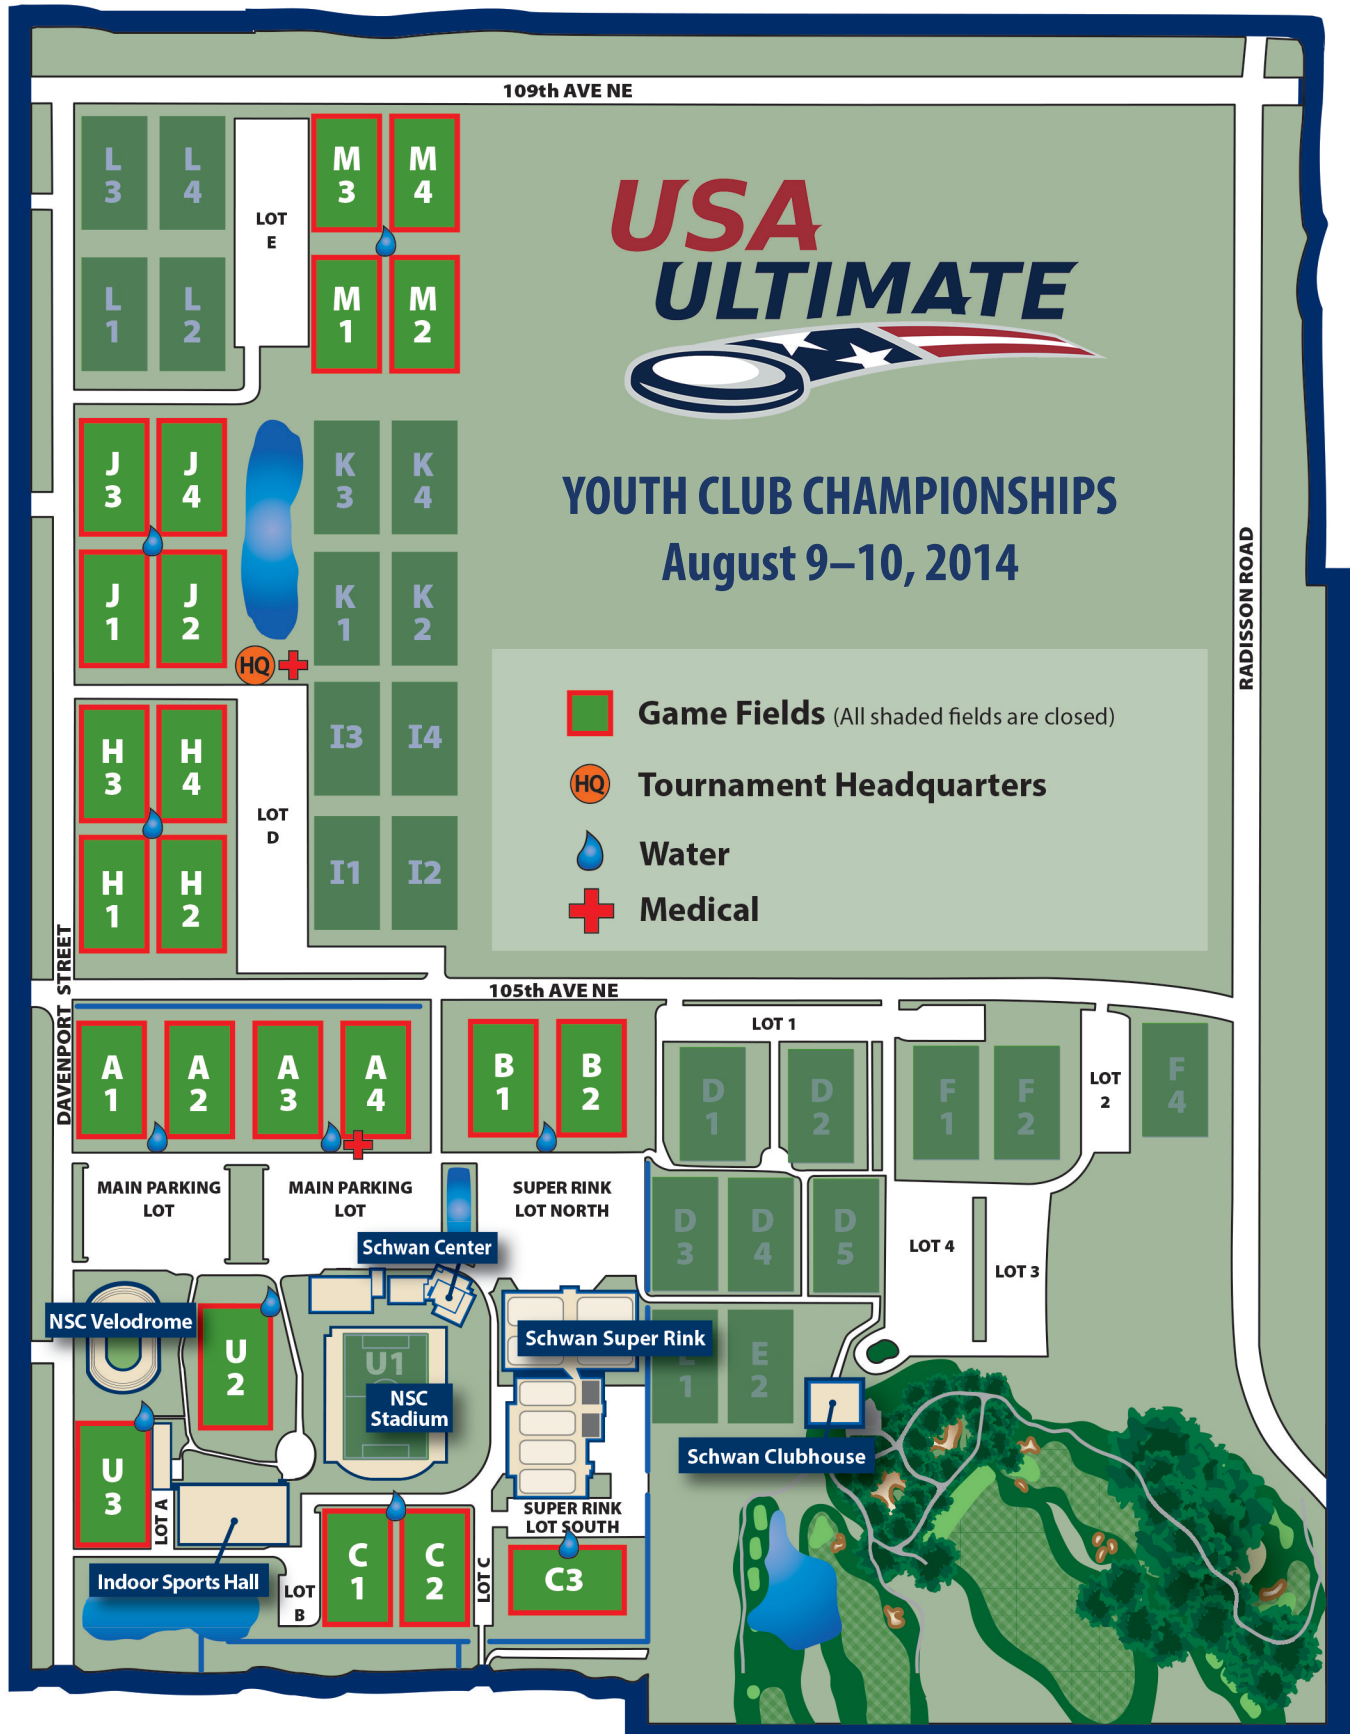 109th AVE NE
L
3
L
4
LOT
E
M
3
M
4
L
1
L
2
M
1
M
2
USA
ULTIMATE
J
3
J
4
K
3
K
4
YOUTH CLUB CHAMPIONSHIPS
August 9–10, 2014
J
1
J
2
K
1
K
2
RADISSON ROAD
HQ
H
3
H
4
LOT
D
I3
I4
Game Fields (All shaded fields are closed)
HQ
Tournament Headquarters
Water
Medical
H
1
H
2
I1
I2
DAVENPORT STREET
105th AVE NE
A
1
A
2
A
3
A
4
B
1
B
2
LOT 1
D
1
D
2
F
1
F
2
LOT
2
F
4
MAIN PARKING
LOT
MAIN PARKING
LOT
SUPER RINK
LOT NORTH
D
3
D
4
D
5
LOT 4
LOT 3
Schwan Center
NSC Velodrome
U
2
U1
NSC
Stadium
Schwan Super Rink
1
E
2
Schwan Clubhouse
U
3
LOT A
SUPER RINK
LOT SOUTH
Indoor Sports Hall
LOT
B
C
1
C
2
LOT C
C3